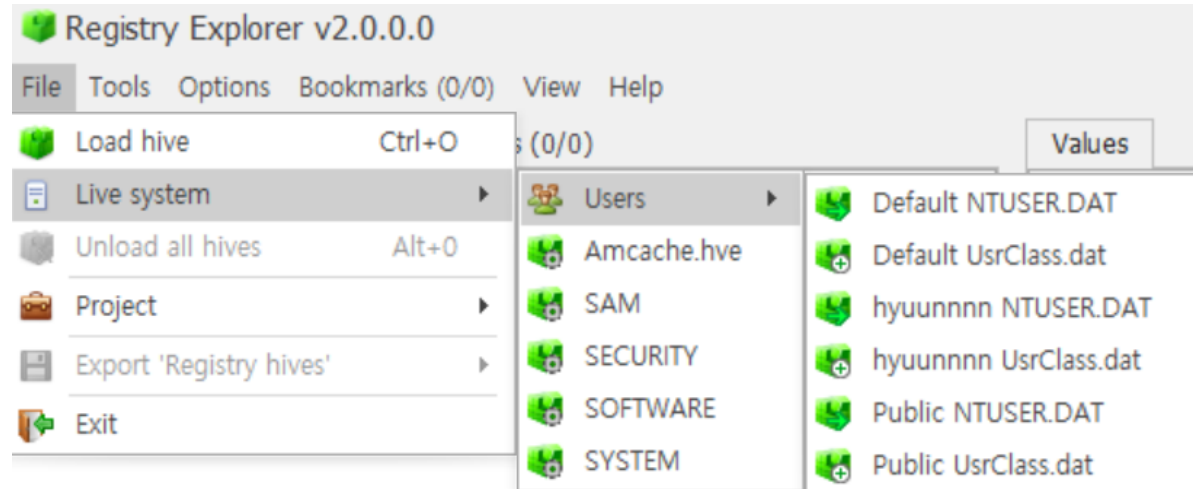 Registry Explorer v2.0.0.0
File Tools Options Bookmarks (0/0) View Help
Load hive Ctrl+O
Live system
Unload all hives Alt+0
Project
Export 'Registry hives'
Exit
s (0/0)
Values
Users
Amcache.hve
SAM
SECURITY
SOFTWARE
SYSTEM
Default NTUSER.DAT
Default UsrClass.dat
hyuunnnn NTUSER.DAT
hyuunnnn UsrClass.dat
Public NTUSER.DAT
Public UsrClass.dat